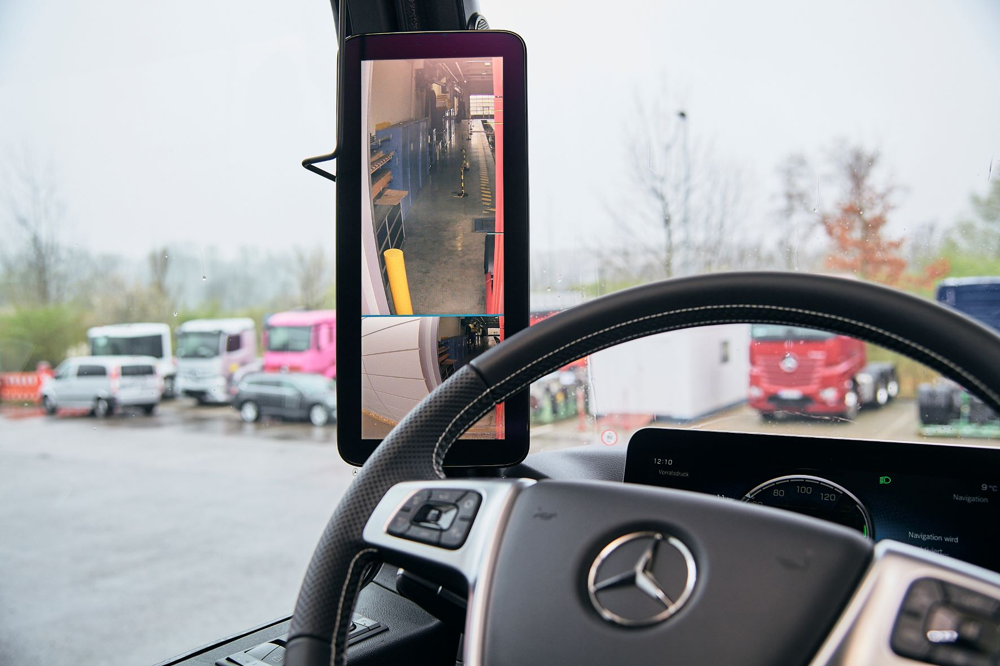 12:10
Vorratsdruck
80
100
120
9 °C
Navigation
Navigation wird